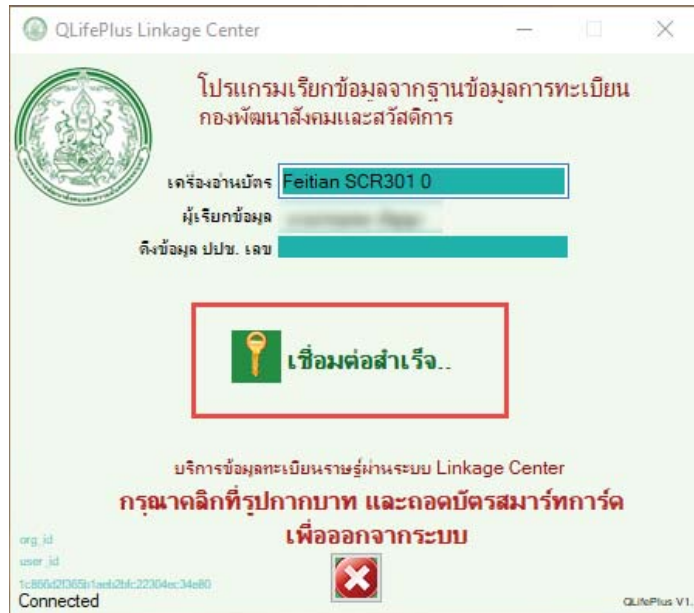 QLifePlus Linkage Center
โปรแกรมเรียกข้อมูลจากฐานข้อมูลการทะเบียน
กองพัฒนาสังคมและสวัสดิการ
เครื่องอ่านบัตร Feitian SCR301 0
ผู้เรียกข้อมูล
ดึงข้อมูล ปปช. เลข
เชื่อมต่อสำเร็จ..
บริการข้อมูลทะเบียนราษฎร์ผ่านระบบ Linkage Center
กรุณาคลิกที่รูปกากบาท และถอดบัตรสมาร์ทการ์ด
เพื่อออกจากระบบ
org_id
user_id
Connected
QLifePlus V1.